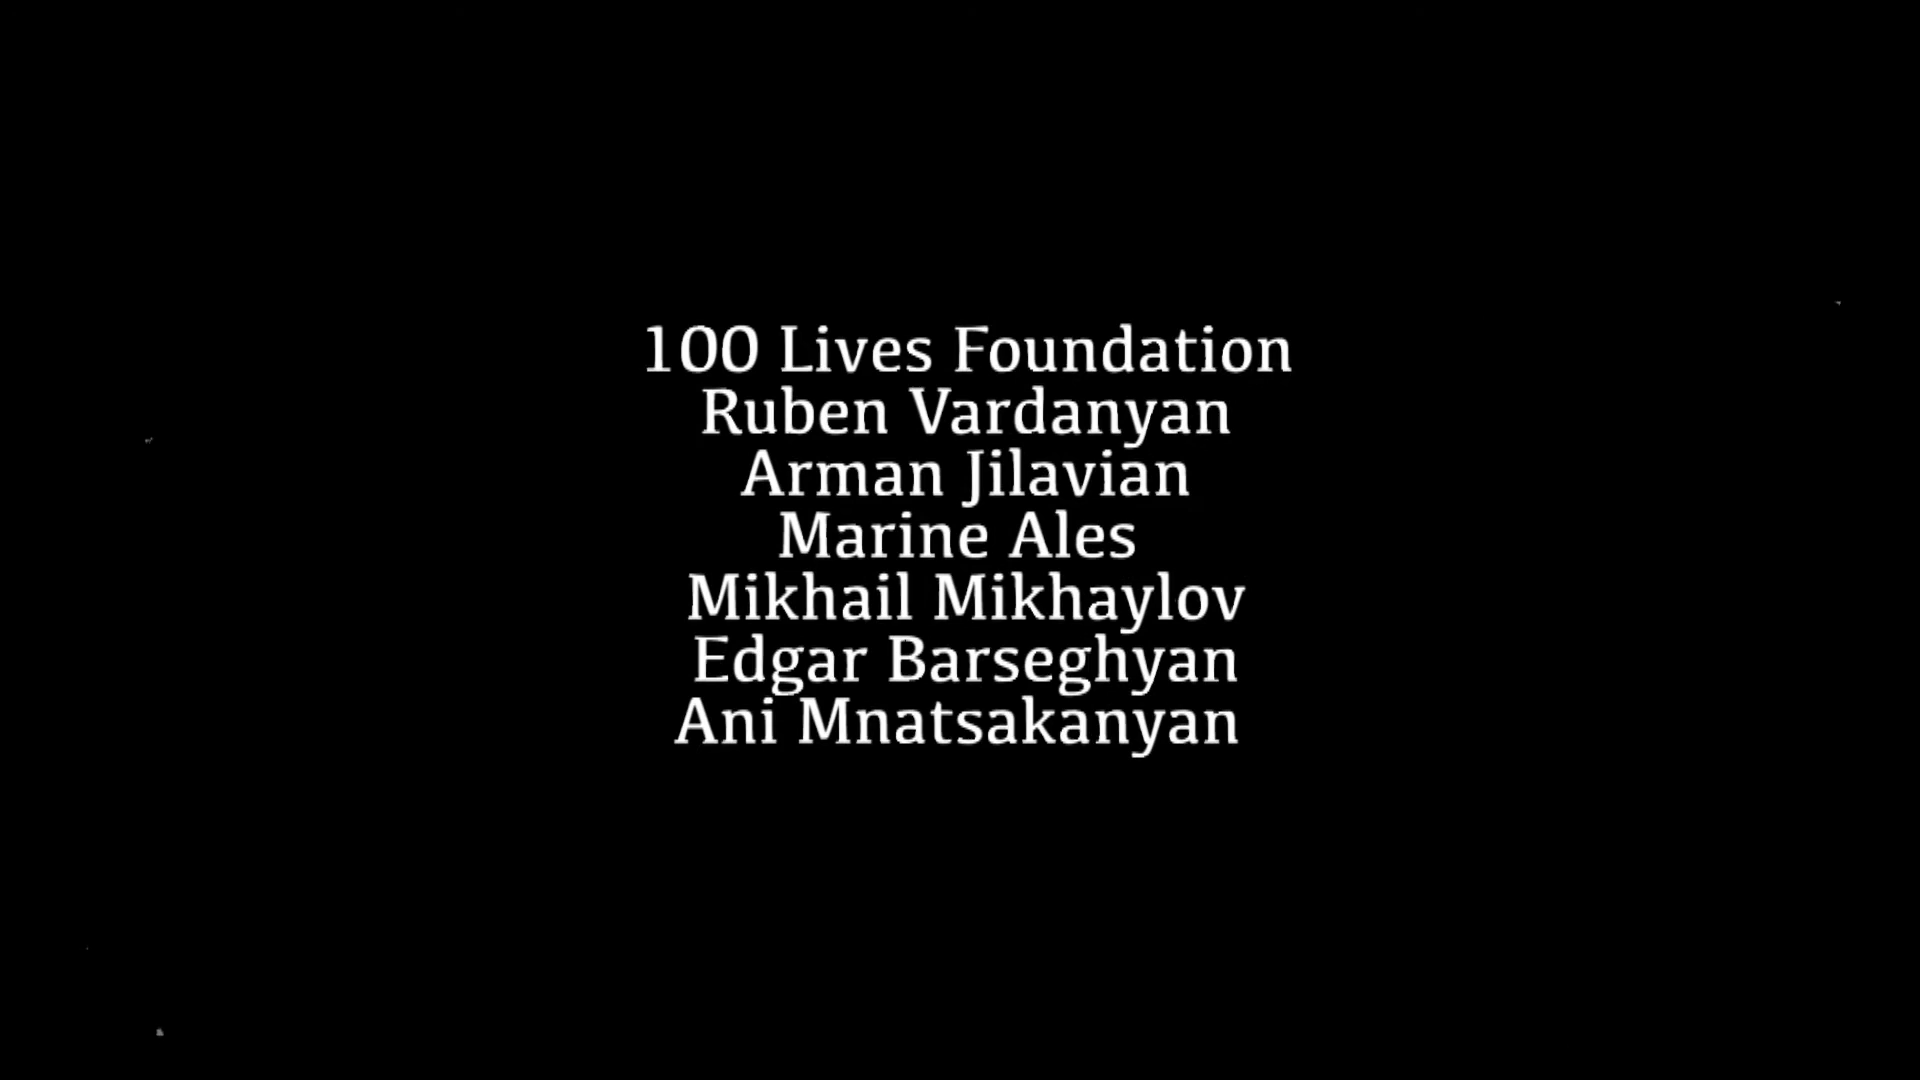 100 Lives Foundation
Ruben Vardanyan
Arman Jilavian
Marine Ales
Mikhail Mikhaylov
Edgar Barseghyan
Ani Mnatsakanyan